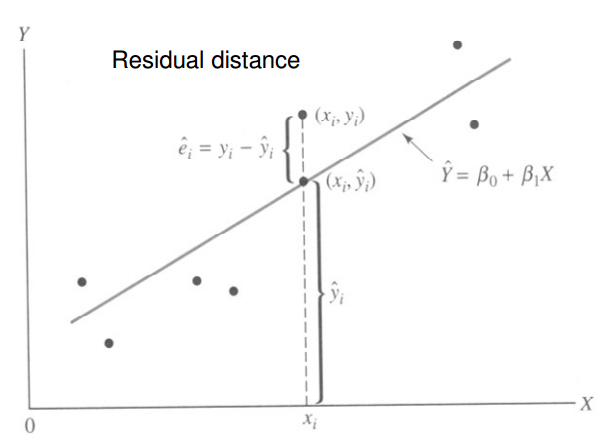 Y
Residual distance
(xᵢ, yᵢ)
êᵢ = yᵢ − ŷᵢ
(xᵢ, ŷᵢ)
Ŷ = β₀ + β₁X
ŷᵢ
X
0
xᵢ